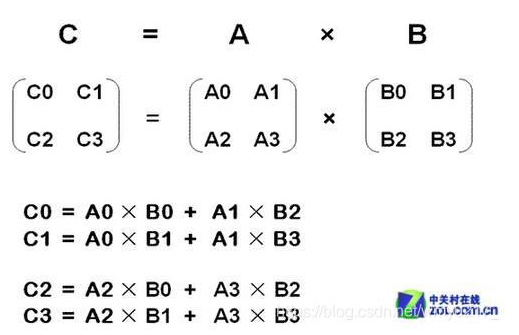 C = A × B
C0 C1 A0 A1 B0 B1
= ×
C2 C3 A2 A3 B2 B3
C0 = A0 × B0 + A1 × B2
C1 = A0 × B1 + A1 × B3
C2 = A2 × B0 + A3 × B2
C3 = A2 × B1 + A3 × B3
中关村在线
zol.com.cn